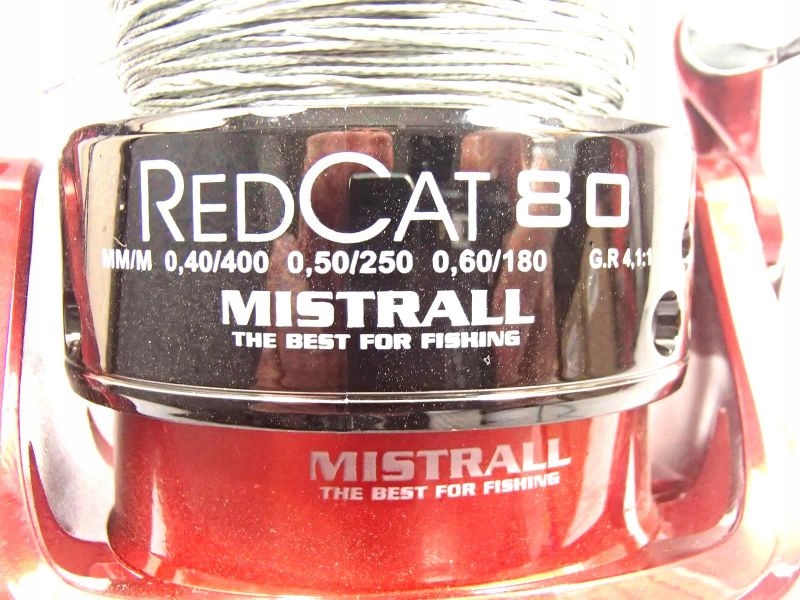 REDCAT 80
MM/M 0,40/400 0,50/250 0,60/180 G.R 4,1:1
MISTRALL
THE BEST FOR FISHING
MISTRALL
THE BEST FOR FISHING